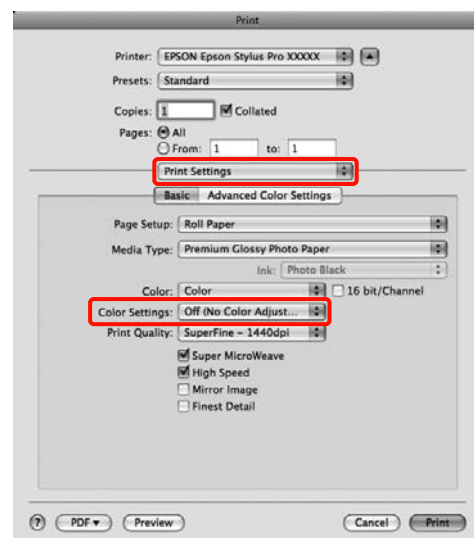 Print
Printer: EPSON Epson Stylus Pro XXXXX
Presets: Standard
Copies: 1 Collated
Pages: All
From: 1 to: 1
Print Settings
Basic Advanced Color Settings
Page Setup: Roll Paper
Media Type: Premium Glossy Photo Paper
Ink: Photo Black
Color: Color 16 bit/Channel
Color Settings: Off (No Color Adjust...
Print Quality: SuperFine – 1440dpi
Super MicroWeave
High Speed
Mirror Image
Finest Detail
? PDF Preview Cancel Print